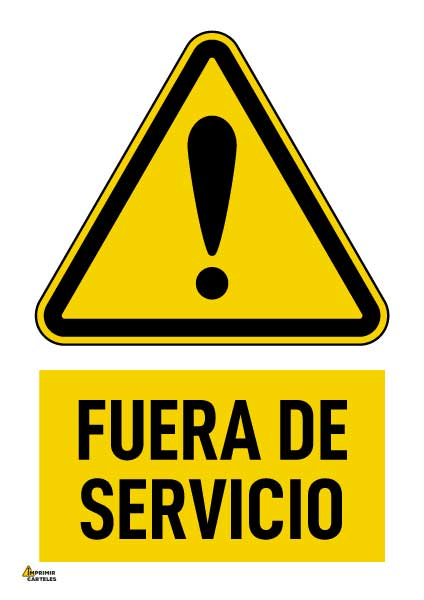 !
FUERA DE
SERVICIO
IMPRIMIR
CARTELES